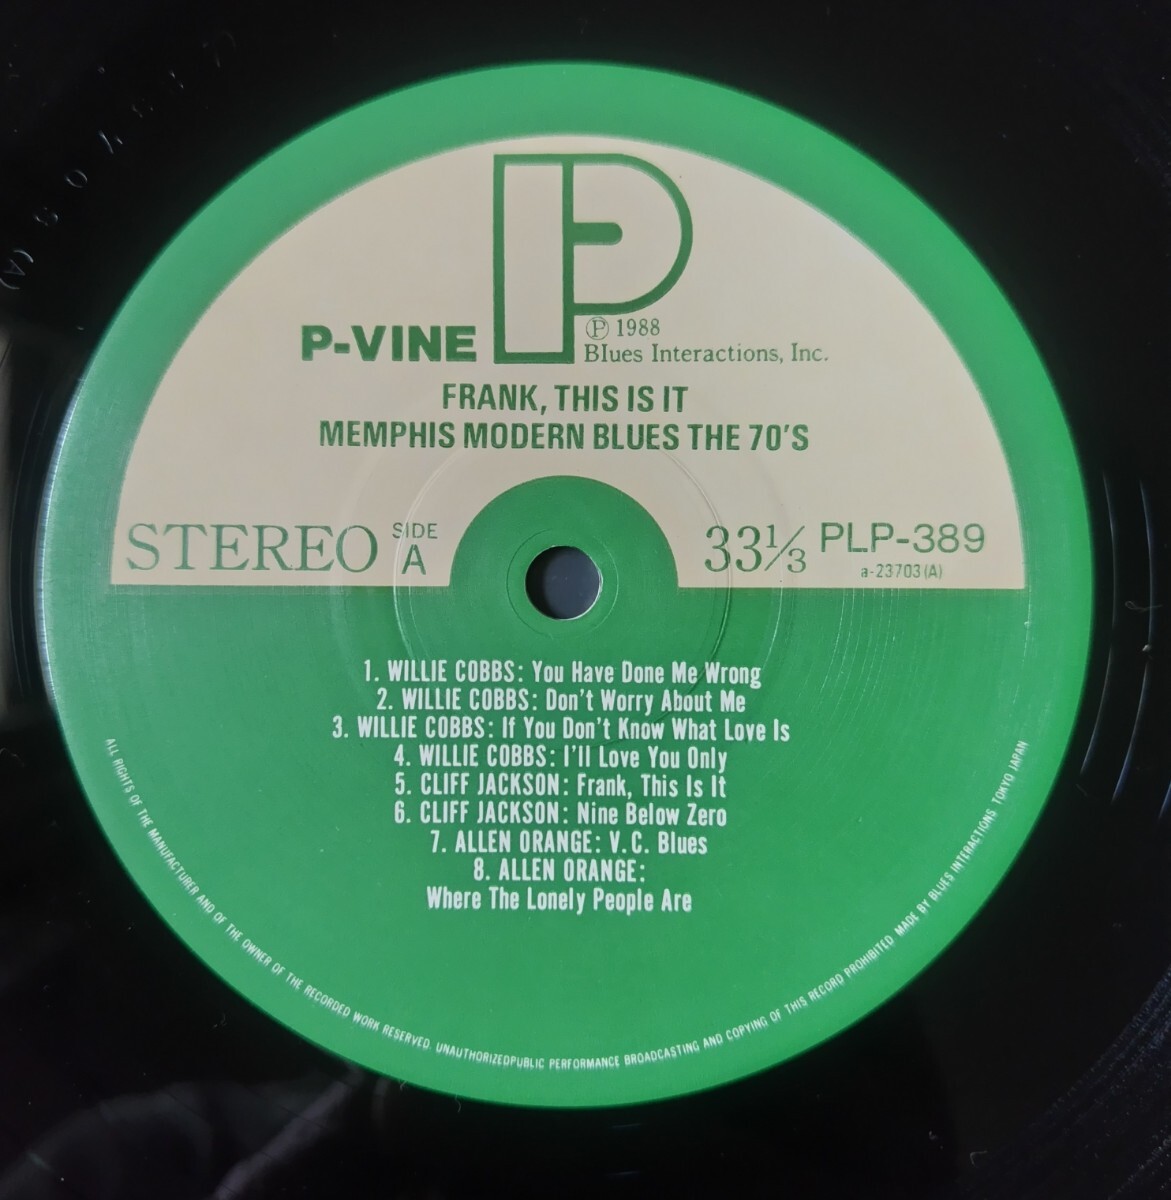 P-VINE
Ⓟ 1988
Blues Interactions, Inc.
FRANK, THIS IS IT
MEMPHIS MODERN BLUES THE 70'S
STEREO
SIDE
A
33⅓
PLP-389
a-23703(A)
1. WILLIE COBBS: You Have Done Me Wrong
2. WILLIE COBBS: Don't Worry About Me
3. WILLIE COBBS: If You Don't Know What Love Is
4. WILLIE COBBS: I'll Love You Only
5. CLIFF JACKSON: Frank, This Is It
6. CLIFF JACKSON: Nine Below Zero
7. ALLEN ORANGE: V.C. Blues
8. ALLEN ORANGE:
Where The Lonely People Are
ALL RIGHTS OF THE MANUFACTURER AND OF THE OWNER OF THE RECORDED WORK RESERVED. UNAUTHORIZEDPUBLIC PERFORMANCE BROADCASTING AND COPYING OF THIS RECORD PROHIBITED. MADE BY BLUES INTERACTIONS TOKYO JAPAN